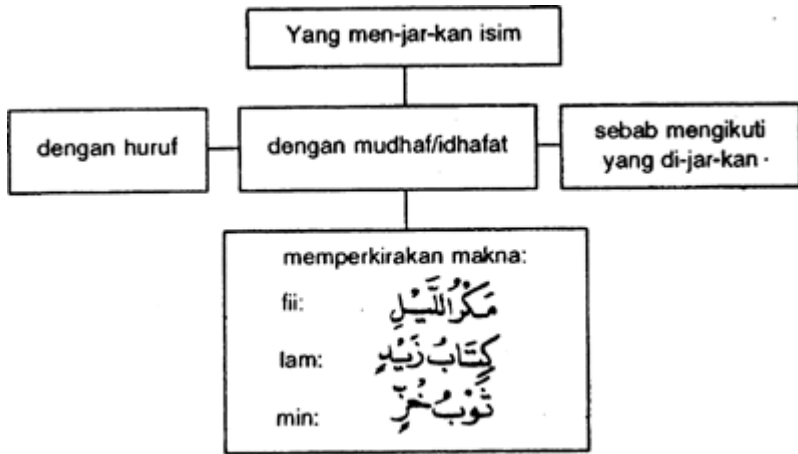 Yang men-jar-kan isim
dengan huruf
dengan mudhaf/idhafat
sebab mengikuti
yang di-jar-kan
memperkirakan makna:
fii: مَكْرُ اللَّيْلِ
lam: كِتَابُ زَيْدٍ
min: ثَوْبُ خُزٍّ